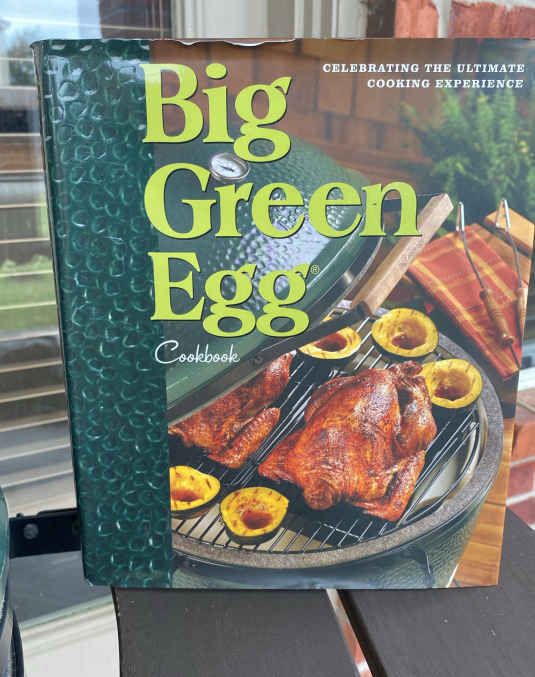 CELEBRATING THE ULTIMATE
COOKING EXPERIENCE
Big
Green
Egg®
Cookbook